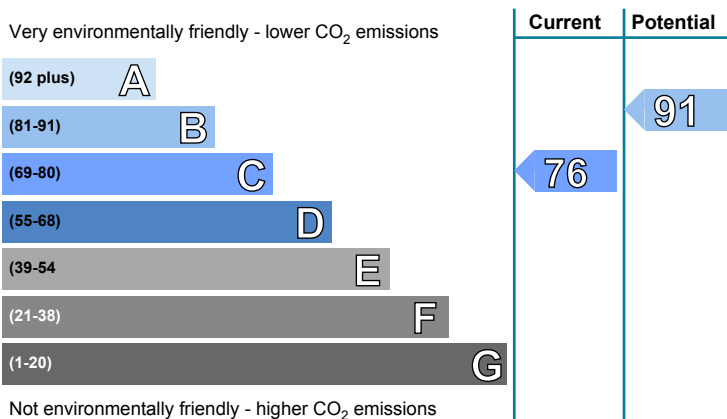 Current Potential
Very environmentally friendly - lower CO2 emissions
(92 plus) A
(81-91) B
91
(69-80) C
76
(55-68) D
(39-54 E
(21-38) F
(1-20) G
Not environmentally friendly - higher CO2 emissions